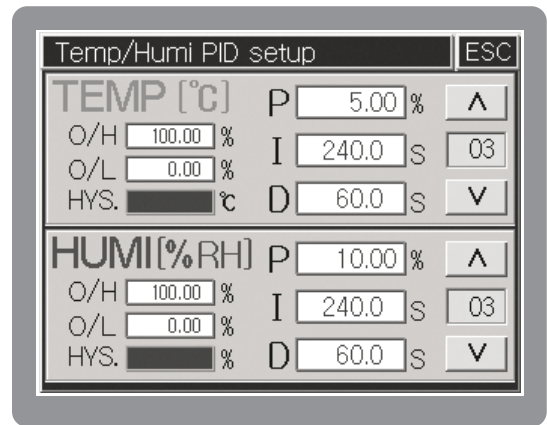 Temp/Humi PID setup ESC
TEMP (℃) P 5.00 % ∧
O/H 100.00 %
I 240.0 S 03
O/L 0.00 %
HYS. ℃ D 60.0 S ∨
HUMI(%RH) P 10.00 % ∧
O/H 100.00 %
I 240.0 S 03
O/L 0.00 %
HYS. % D 60.0 S ∨